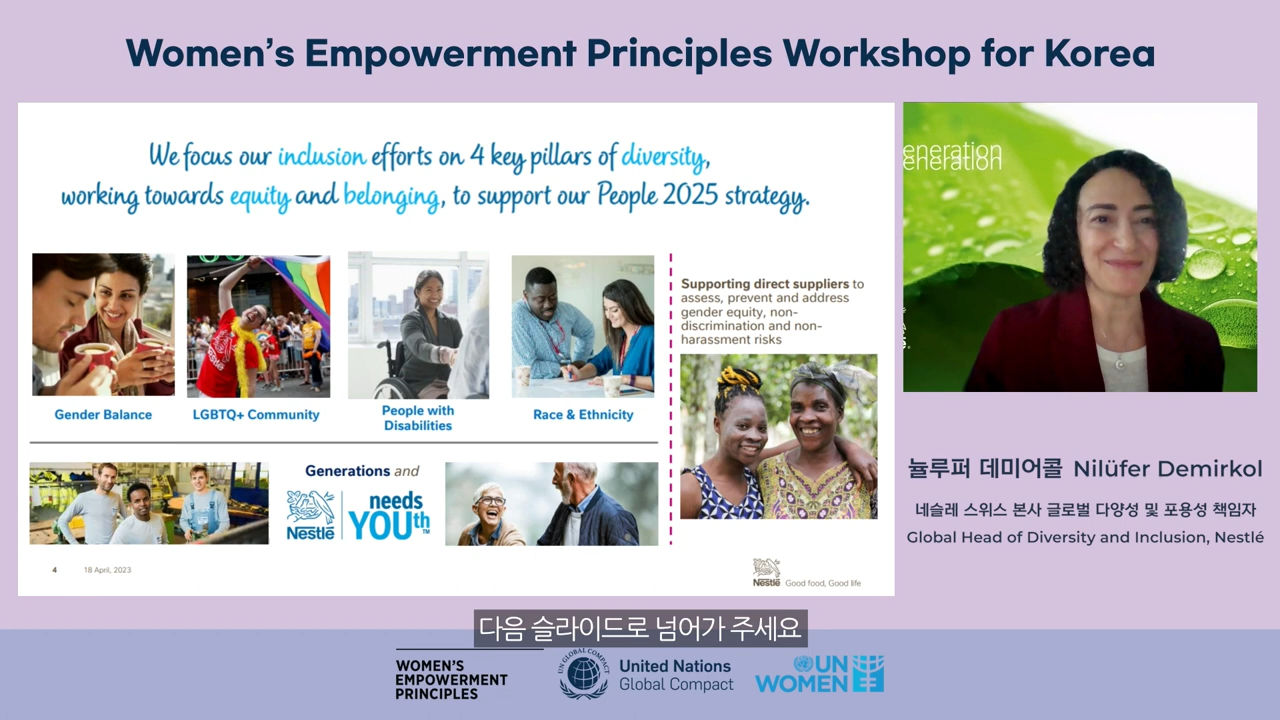 Women's Empowerment Principles Workshop for Korea
We focus our inclusion efforts on 4 key pillars of diversity,
working towards equity and belonging, to support our People 2025 strategy.
Gender Balance
LGBTQ+ Community
People with
Disabilities
Race & Ethnicity
Generations and
Nestlé
needs
YOUth™
Supporting direct suppliers to
assess, prevent and address
gender equity, non-
discrimination and non-
harassment risks
4
18 April, 2023
Nestlé Good food, Good life
eneration
eneration
뉼루퍼 데미어콜 Nilüfer Demirkol
네슬레 스위스 본사 글로벌 다양성 및 포용성 책임자
Global Head of Diversity and Inclusion, Nestlé
다음 슬라이드로 넘어가 주세요
WOMEN'S
EMPOWERMENT
PRINCIPLES
UN GLOBAL COMPACT
United Nations
Global Compact
UN
WOMEN